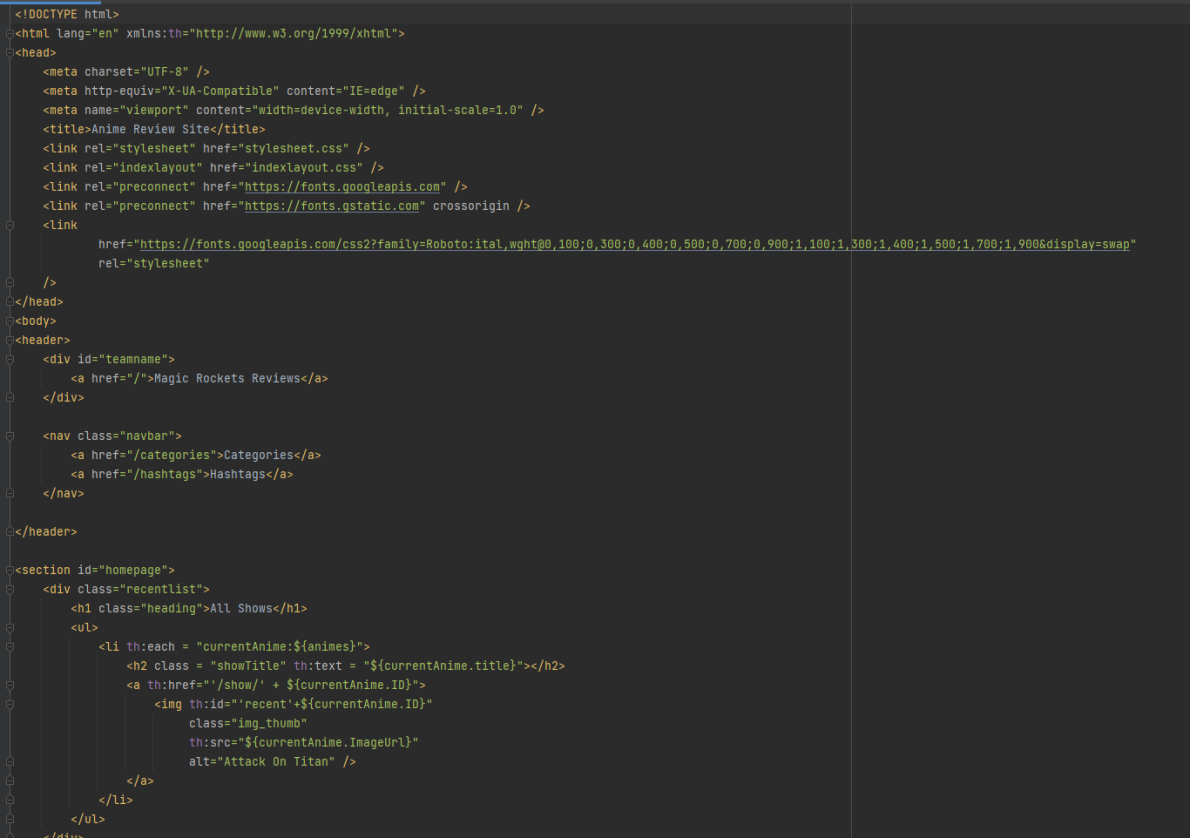 <!DOCTYPE html>
<html lang="en" xmlns:th="http://www.w3.org/1999/xhtml">
<head>
    <meta charset="UTF-8" />
    <meta http-equiv="X-UA-Compatible" content="IE=edge" />
    <meta name="viewport" content="width=device-width, initial-scale=1.0" />
    <title>Anime Review Site</title>
    <link rel="stylesheet" href="stylesheet.css" />
    <link rel="indexlayout" href="indexlayout.css" />
    <link rel="preconnect" href="https://fonts.googleapis.com" />
    <link rel="preconnect" href="https://fonts.gstatic.com" crossorigin />
    <link
            href="https://fonts.googleapis.com/css2?family=Roboto:ital,wght@0,100;0,300;0,400;0,500;0,700;0,900;1,100;1,300;1,400;1,500;1,700;1,900&display=swap"
            rel="stylesheet"
    />
</head>
<body>
<header>
    <div id="teamname">
        <a href="/">Magic Rockets Reviews</a>
    </div>

    <nav class="navbar">
        <a href="/categories">Categories</a>
        <a href="/hashtags">Hashtags</a>
    </nav>

</header>

<section id="homepage">
    <div class="recentlist">
        <h1 class="heading">All Shows</h1>
        <ul>
            <li th:each = "currentAnime:${animes}">
                <h2 class = "showTitle" th:text = "${currentAnime.title}"></h2>
                <a th:href="'/show/' + ${currentAnime.ID}">
                    <img th:id="'recent'+${currentAnime.ID}"
                         class="img_thumb"
                         th:src="${currentAnime.ImageUrl}"
                         alt="Attack On Titan" />
                </a>
            </li>
        </ul>
    </div>